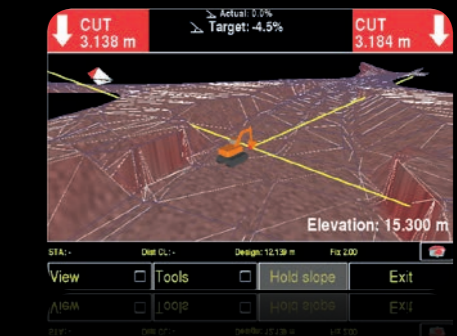 CUT
3.138 m
Actual: 0.0%
Target: -4.5%
CUT
3.184 m
Elevation: 15.300 m
STA: -
Dist CL: -
Design: 12.139 m
Fix 2.00
View
Tools
Hold slope
Exit